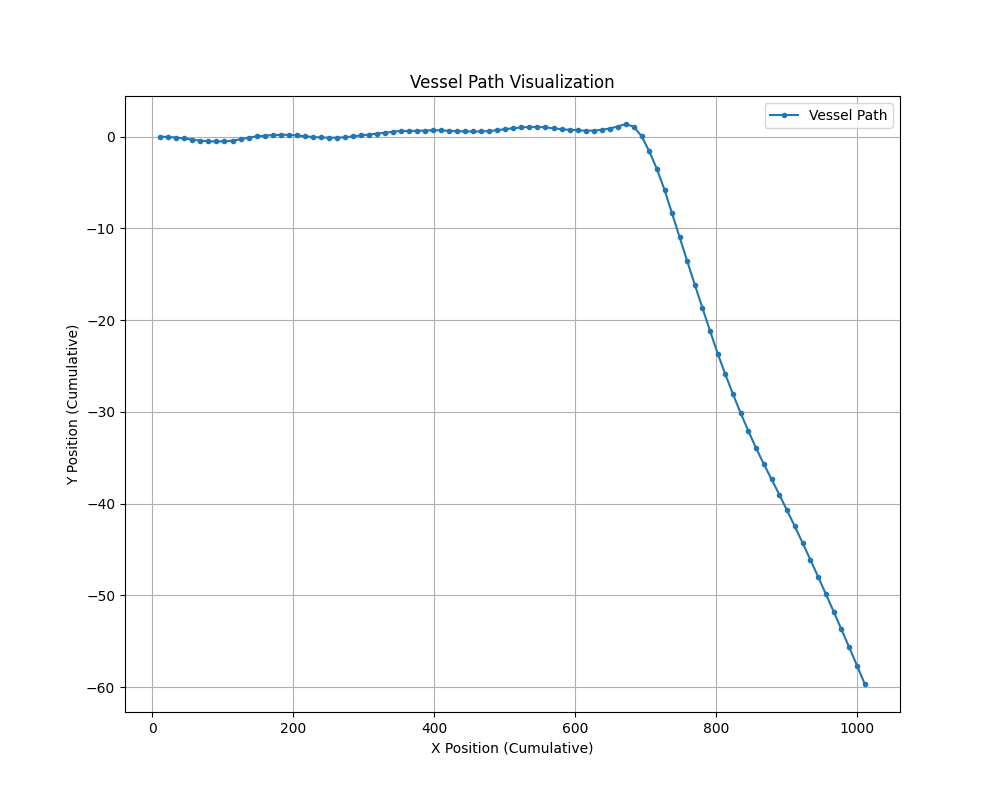 Vessel Path Visualization
Vessel Path
0
−10
−20
−30
−40
−50
−60
Y Position (Cumulative)
0 200 400 600 800 1000
X Position (Cumulative)